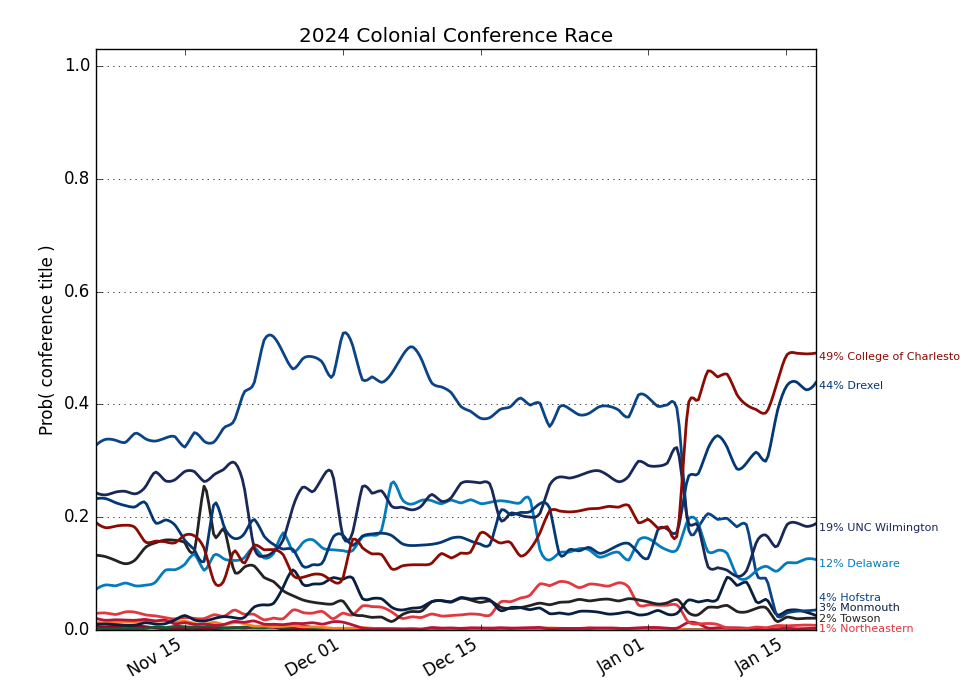 2024 Colonial Conference Race
Prob( conference title )
1.0
0.8
0.6
0.4
0.2
0.0
Nov 15
Dec 01
Dec 15
Jan 01
Jan 15
49% College of Charlesto
44% Drexel
19% UNC Wilmington
12% Delaware
4% Hofstra
3% Monmouth
2% Towson
1% Northeastern